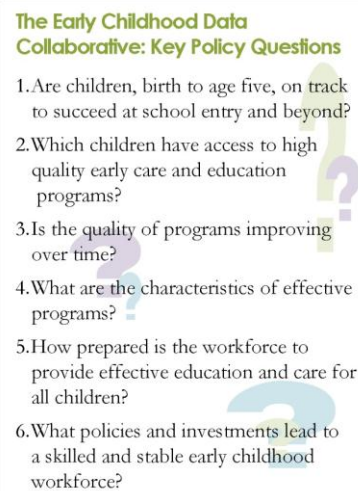 The Early Childhood Data
Collaborative: Key Policy Questions
1.Are children, birth to age five, on track
to succeed at school entry and beyond?
2.Which children have access to high
quality early care and education
programs?
3.Is the quality of programs improving
over time?
4.What are the characteristics of effective
programs?
5.How prepared is the workforce to
provide effective education and care for
all children?
6.What policies and investments lead to
a skilled and stable early childhood
workforce?